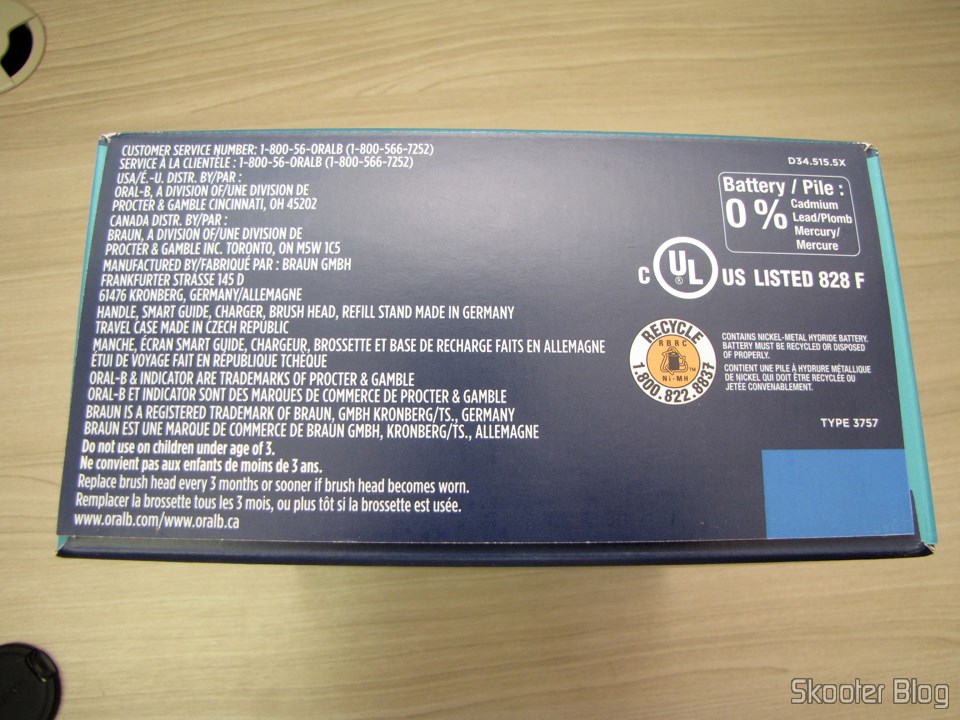 CUSTOMER SERVICE NUMBER: 1-800-56-ORALB (1-800-566-7252)
SERVICE À LA CLIENTÈLE : 1-800-56-ORALB (1-800-566-7252)
USA/É.-U. DISTR. BY/PAR :
ORAL-B, A DIVISION OF/UNE DIVISION DE
PROCTER & GAMBLE CINCINNATI, OH 45202
CANADA DISTR. BY/PAR :
BRAUN, A DIVISION OF/UNE DIVISION DE
PROCTER & GAMBLE INC. TORONTO, ON M5W 1C5
MANUFACTURED BY/FABRIQUÉ PAR : BRAUN GMBH
FRANKFURTER STRASSE 145 D
61476 KRONBERG, GERMANY/ALLEMAGNE
HANDLE, SMART GUIDE, CHARGER, BRUSH HEAD, REFILL STAND MADE IN GERMANY
TRAVEL CASE MADE IN CZECH REPUBLIC
MANCHE, ÉCRAN SMART GUIDE, CHARGEUR, BROSSETTE ET BASE DE RECHARGE FAITS EN ALLEMAGNE
ÉTUI DE VOYAGE FAIT EN RÉPUBLIQUE TCHÈQUE
ORAL-B & INDICATOR ARE TRADEMARKS OF PROCTER & GAMBLE
ORAL-B ET INDICATOR SONT DES MARQUES DE COMMERCE DE PROCTER & GAMBLE
BRAUN IS A REGISTERED TRADEMARK OF BRAUN, GMBH KRONBERG/TS., GERMANY
BRAUN EST UNE MARQUE DE COMMERCE DE BRAUN GMBH, KRONBERG/TS., ALLEMAGNE
Do not use on children under age of 3.
Ne convient pas aux enfants de moins de 3 ans.
Replace brush head every 3 months or sooner if brush head becomes worn.
Remplacer la brossette tous les 3 mois, ou plus tôt si la brossette est usée.
www.oralb.com/www.oralb.ca
D34.515.5X
Battery / Pile :
0 %
Cadmium
Lead/Plomb
Mercury/
Mercure
C UL ® US LISTED 828 F
RECYCLE
RBRC
Ni-MH
TM
1.800.822.8837
CONTAINS NICKEL-METAL HYDRIDE BATTERY.
BATTERY MUST BE RECYCLED OR DISPOSED
OF PROPERLY.
CONTIENT UNE PILE À HYDRURE MÉTALLIQUE
DE NICKEL QUI DOIT ÊTRE RECYCLÉE OU
JETÉE CONVENABLEMENT.
TYPE 3757
Skooter Blog